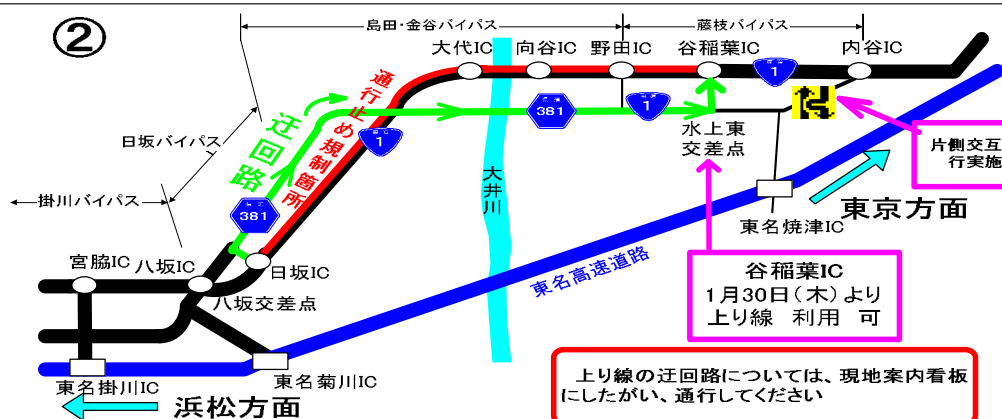 ②
島田・金谷バイパス
藤枝バイパス
大代IC
向谷IC
野田IC
谷稲葉IC
内谷IC
日坂バイパス
掛川バイパス
迂回路
通行止め規制箇所
1
381
1
1
381
水上東
交差点
大井川
片側交互
行実施
東京方面
東名焼津IC
宮脇IC
八坂IC
日坂IC
八坂交差点
東名高速道路
谷稲葉IC
1月30日(木)より
上り線 利用 可
東名掛川IC
東名菊川IC
浜松方面
上り線の迂回路については、現地案内看板
にしたがい、通行してください